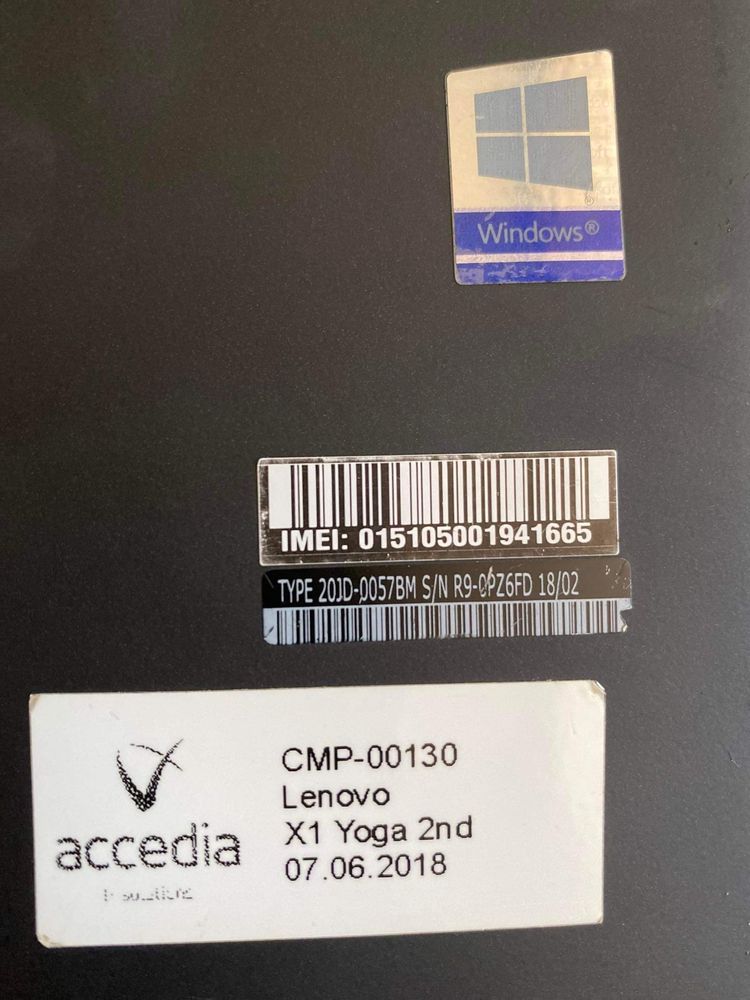 Windows®
IMEI: 015105001941665
TYPE 20JD-0057BM S/N R9-0PZ6FD 18/02
accedia
CMP-00130
Lenovo
X1 Yoga 2nd
07.06.2018